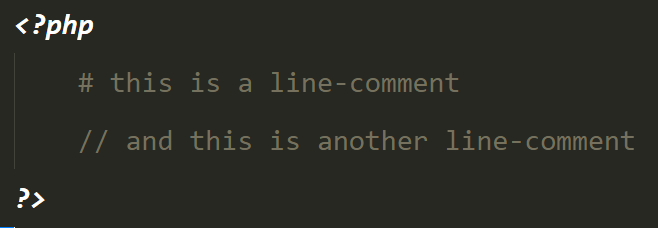 <?php
# this is a line-comment
// and this is another line-comment
?>